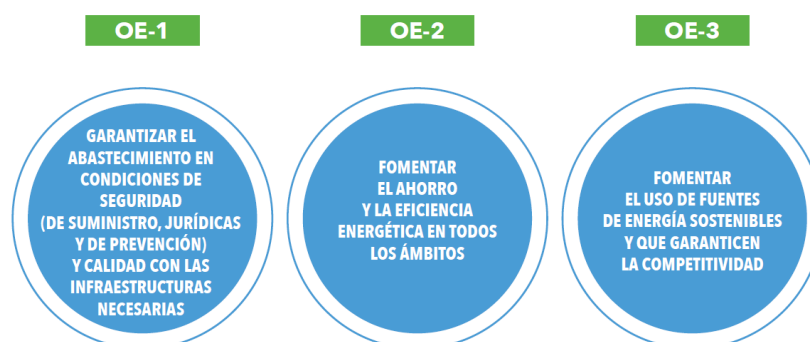 OE-1
GARANTIZAR EL
ABASTECIMIENTO EN
CONDICIONES DE
SEGURIDAD
(DE SUMINISTRO, JURÍDICAS
Y DE PREVENCIÓN)
Y CALIDAD CON LAS
INFRAESTRUCTURAS
NECESARIAS
OE-2
FOMENTAR
EL AHORRO
Y LA EFICIENCIA
ENERGÉTICA EN TODOS
LOS ÁMBITOS
OE-3
FOMENTAR
EL USO DE FUENTES
DE ENERGÍA SOSTENIBLES
Y QUE GARANTICEN
LA COMPETITIVIDAD